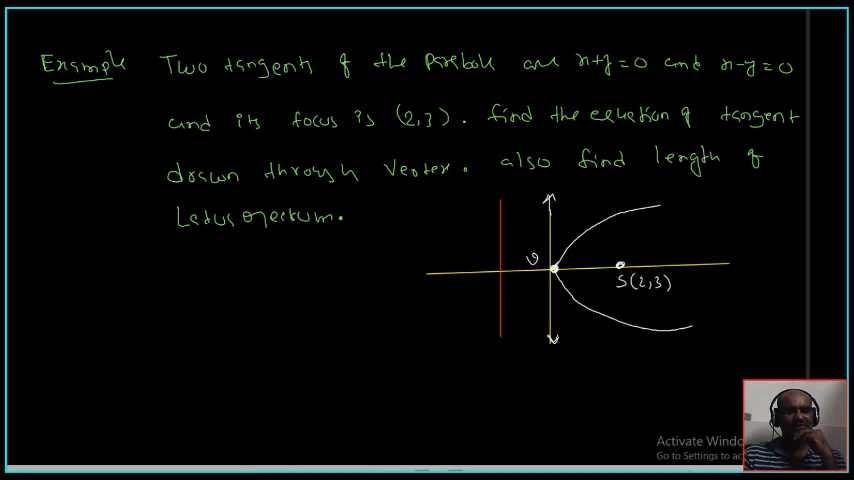 Example Two tangents of the parabola are x+y=0 and x-y=0
and its focus is (2,3). find the equation of tangent
drawn through vertex. also find length of
Latus rectum.
V
S(2,3)
Activate Windo
Go to Settings to ac